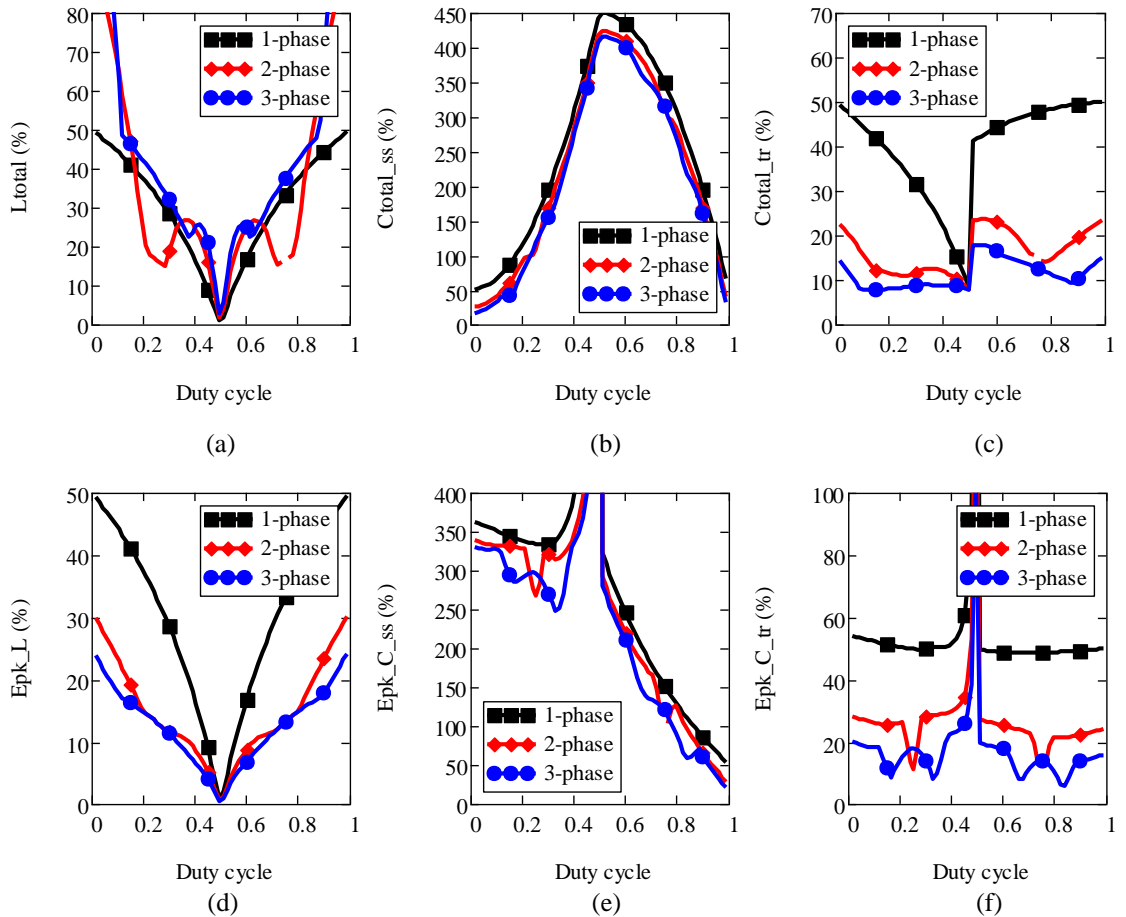 Ltotal (%)
80
70
60
50
40
30
20
10
0
1-phase
2-phase
3-phase
0 0.2 0.4 0.6 0.8 1
Duty cycle
(a)
Ctotal_ss (%)
450
400
350
300
250
200
150
100
50
0
1-phase
2-phase
3-phase
0 0.2 0.4 0.6 0.8 1
Duty cycle
(b)
Ctotal_tr (%)
70
60
50
40
30
20
10
0
1-phase
2-phase
3-phase
0 0.2 0.4 0.6 0.8 1
Duty cycle
(c)
Epk_L (%)
50
40
30
20
10
0
1-phase
2-phase
3-phase
0 0.2 0.4 0.6 0.8 1
Duty cycle
(d)
Epk_C_ss (%)
400
350
300
250
200
150
100
50
0
1-phase
2-phase
3-phase
0 0.2 0.4 0.6 0.8 1
Duty cycle
(e)
Epk_C_tr (%)
100
80
60
40
20
0
1-phase
2-phase
3-phase
0 0.2 0.4 0.6 0.8 1
Duty cycle
(f)